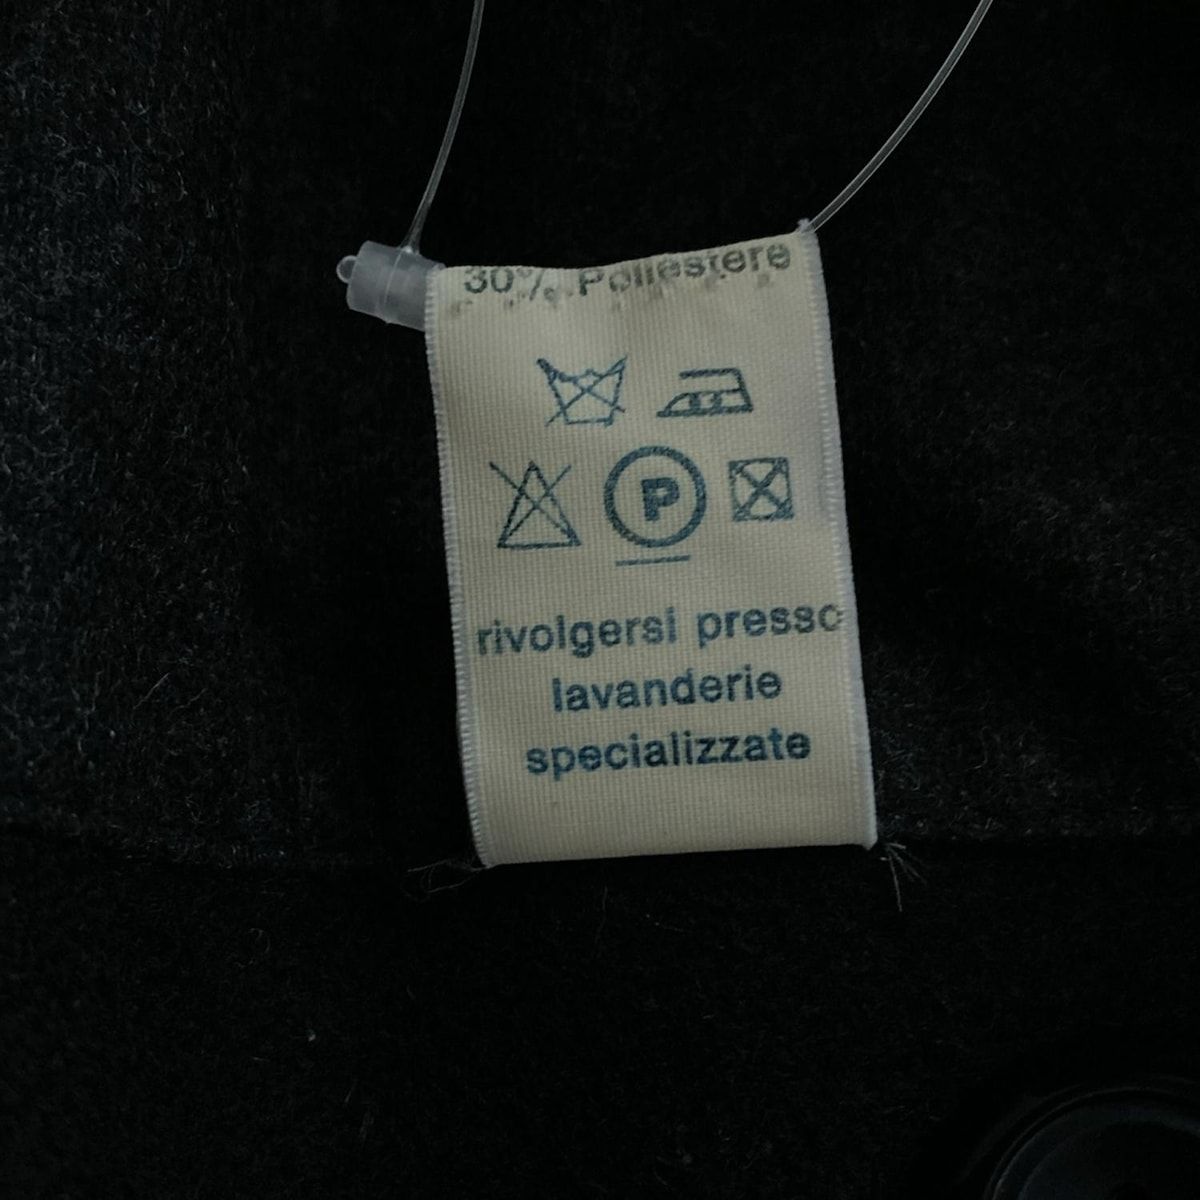 30% Poliestere
P
rivolgersi presso
lavanderie
specializzate